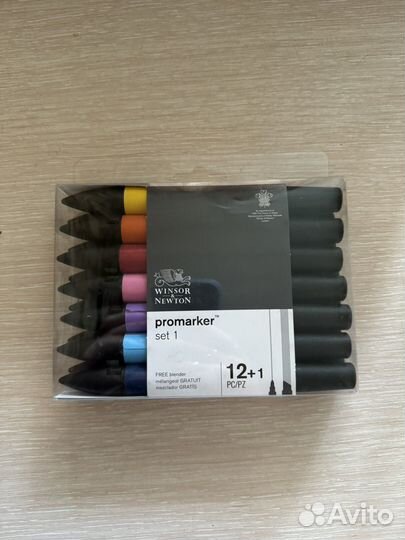 WINSOR
&
NEWTON
promarker™
set 1
FREE blender
mélangeur GRATUIT
mezclador GRATIS
12+1
PC/PZ
Avito